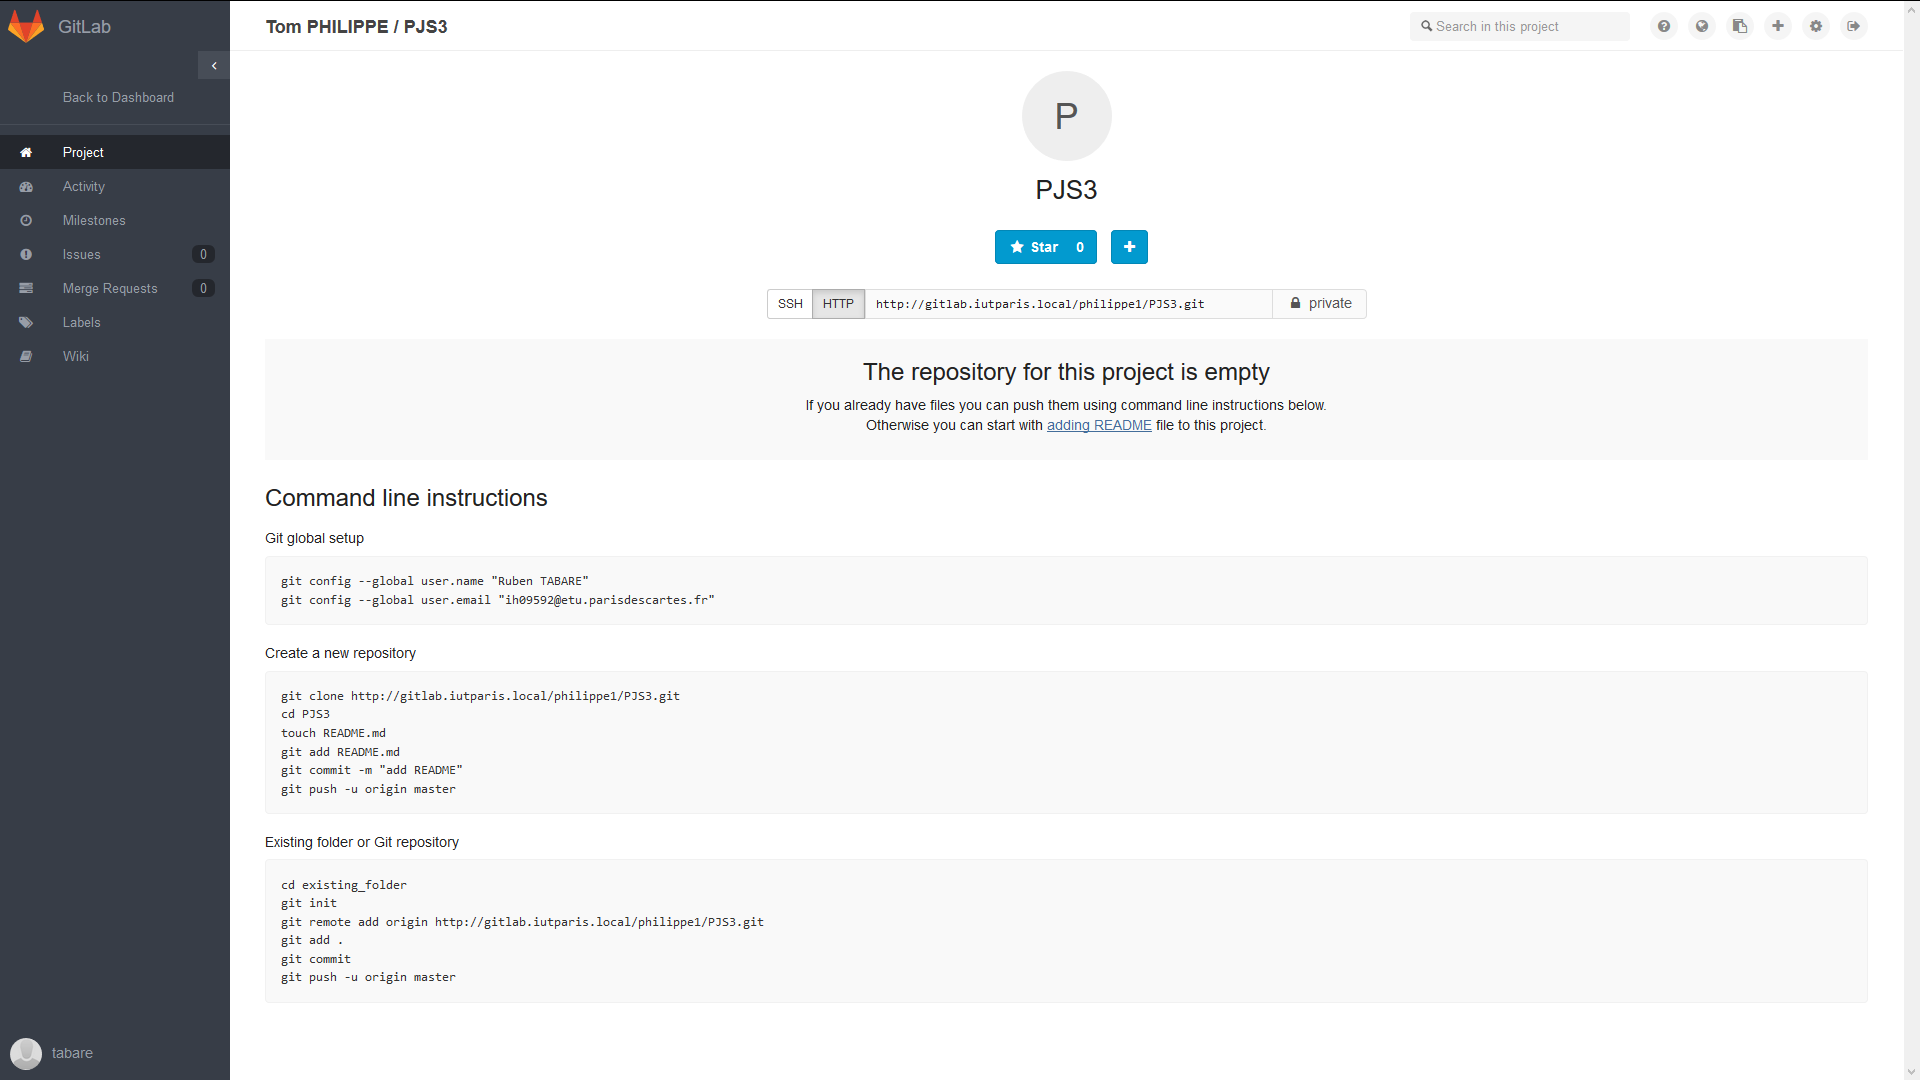 GitLab
Tom PHILIPPE / PJS3
Search in this project
Back to Dashboard
Project
Activity
Milestones
Issues 0
Merge Requests 0
Labels
Wiki
tabare
P
PJS3
Star 0
SSH HTTP http://gitlab.iutparis.local/philippe1/PJS3.git private
The repository for this project is empty
If you already have files you can push them using command line instructions below.
Otherwise you can start with adding README file to this project.
Command line instructions
Git global setup
git config --global user.name "Ruben TABARE"
git config --global user.email "ih09592@etu.parisdescartes.fr"
Create a new repository
git clone http://gitlab.iutparis.local/philippe1/PJS3.git
cd PJS3
touch README.md
git add README.md
git commit -m "add README"
git push -u origin master
Existing folder or Git repository
cd existing_folder
git init
git remote add origin http://gitlab.iutparis.local/philippe1/PJS3.git
git add .
git commit
git push -u origin master